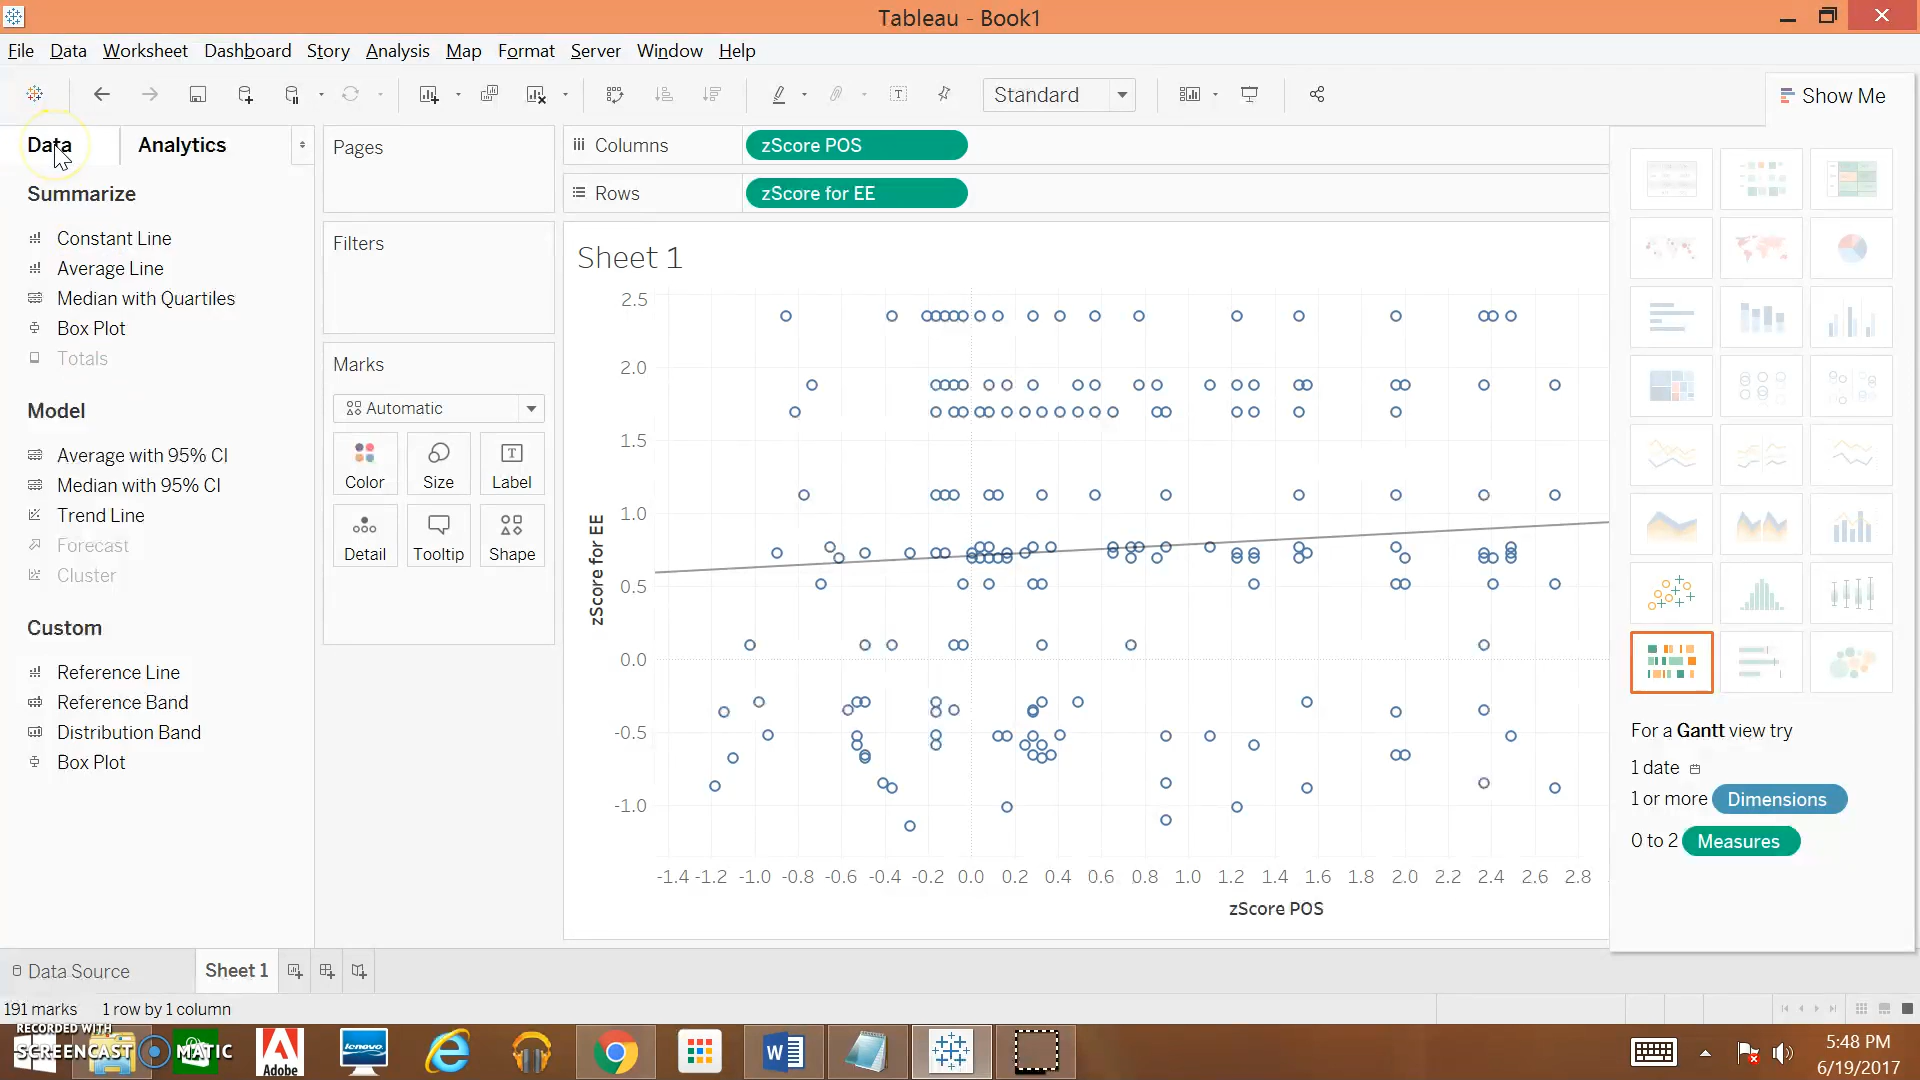 Tableau - Book1
File Data Worksheet Dashboard Story Analysis Map Format Server Window Help
Standard
Show Me
Data Analytics
Pages
Columns
zScore POS
Rows
zScore for EE
Summarize
Constant Line
Average Line
Median with Quartiles
Box Plot
Totals
Model
Average with 95% CI
Median with 95% CI
Trend Line
Forecast
Cluster
Custom
Reference Line
Reference Band
Distribution Band
Box Plot
Filters
Marks
Automatic
Color Size Label
Detail Tooltip Shape
Sheet 1
2.5
2.0
1.5
1.0
0.5
0.0
-0.5
-1.0
zScore for EE
-1.4 -1.2 -1.0 -0.8 -0.6 -0.4 -0.2 0.0 0.2 0.4 0.6 0.8 1.0 1.2 1.4 1.6 1.8 2.0 2.2 2.4 2.6 2.8
zScore POS
For a Gantt view try
1 date
1 or more Dimensions
0 to 2 Measures
Data Source Sheet 1
191 marks 1 row by 1 column
RECORDED WITH
SCREENCAST MATIC
Adobe
lenovo
W
5:48 PM
6/19/2017